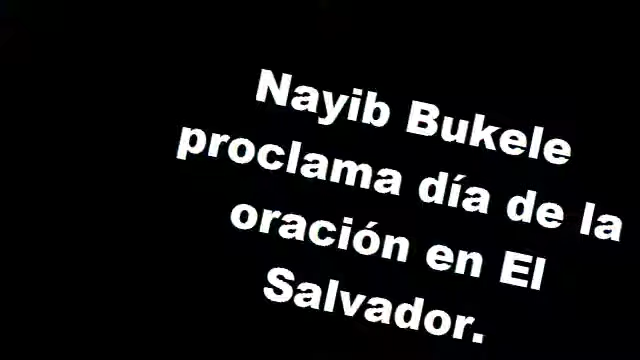 Nayib Bukele
proclama día de la
oración en El
Salvador.